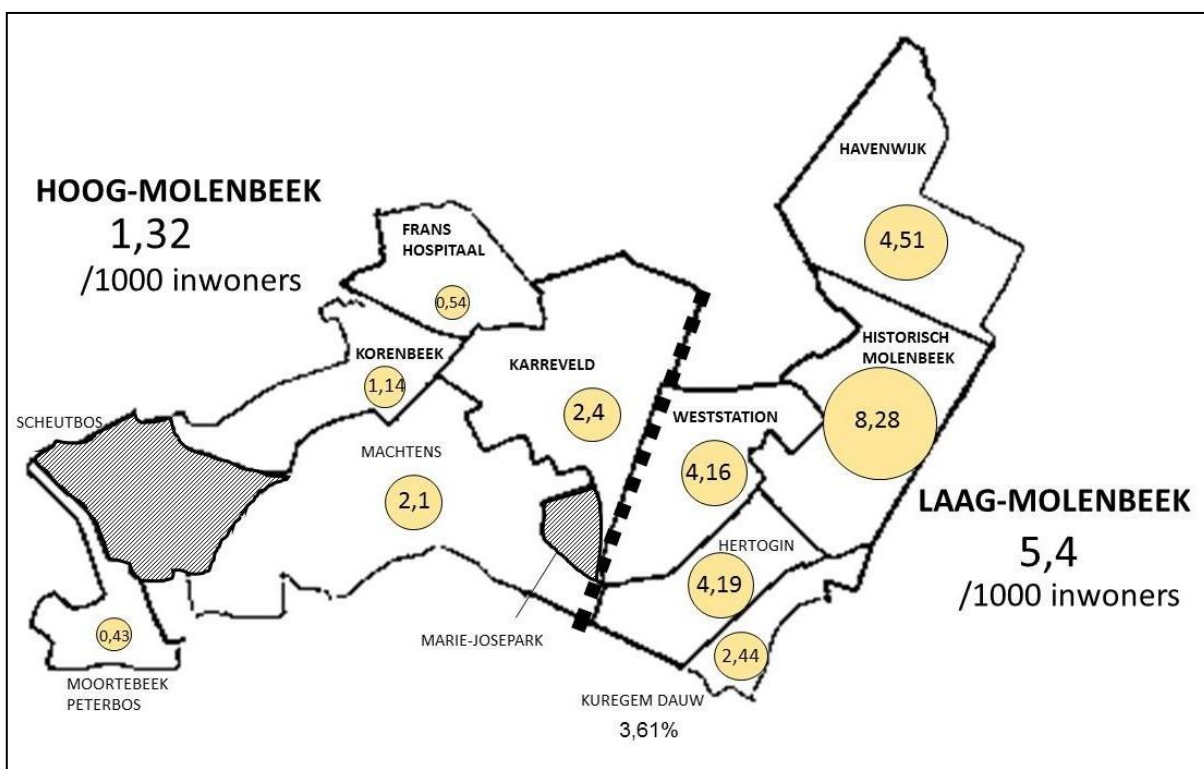 HAVENWIJK
4,51
HOOG-MOLENBEEK
1,32
/1000 inwoners
FRANS
HOSPITAAL
0,54
HISTORISCH
MOLENBEEK
8,28
KORENBEEK
1,14
KARREVELD
2,4
WESTSTATION
4,16
SCHEUTBOS
MACHTENS
2,1
LAAG-MOLENBEEK
5,4
/1000 inwoners
HERTOGIN
4,19
MARIE-JOSEPARK
2,44
0,43
MOORTEBEEK
PETERBOS
KUREGEM DAUW
3,61%